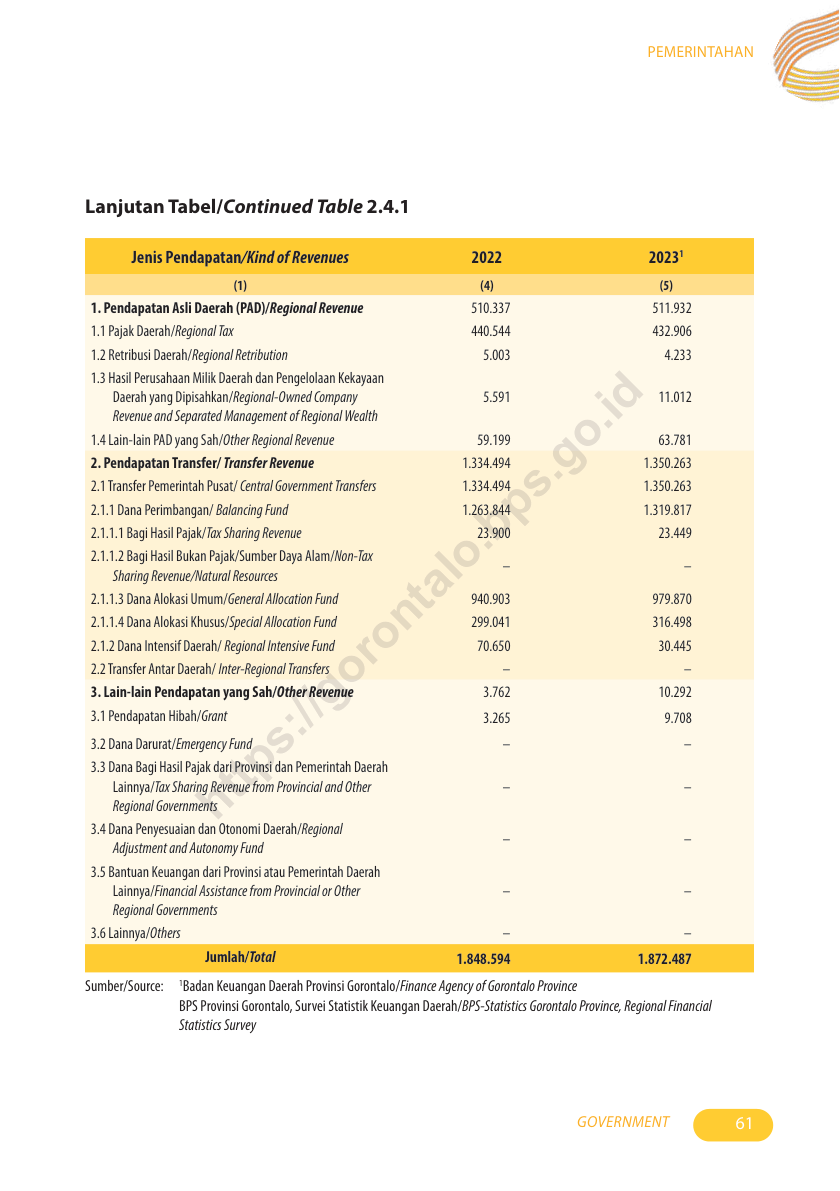 PEMERINTAHAN
Lanjutan Tabel/Continued Table 2.4.1
Jenis Pendapatan/Kind of Revenues 2022 2023¹
(1) (4) (5)
1. Pendapatan Asli Daerah (PAD)/Regional Revenue 510.337 511.932
1.1 Pajak Daerah/Regional Tax 440.544 432.906
1.2 Retribusi Daerah/Regional Retribution 5.003 4.233
1.3 Hasil Perusahaan Milik Daerah dan Pengelolaan Kekayaan
Daerah yang Dipisahkan/Regional-Owned Company 5.591 11.012
Revenue and Separated Management of Regional Wealth
1.4 Lain-lain PAD yang Sah/Other Regional Revenue 59.199 63.781
2. Pendapatan Transfer/ Transfer Revenue 1.334.494 1.350.263
2.1 Transfer Pemerintah Pusat/ Central Government Transfers 1.334.494 1.350.263
2.1.1 Dana Perimbangan/ Balancing Fund 1.263.844 1.319.817
2.1.1.1 Bagi Hasil Pajak/Tax Sharing Revenue 23.900 23.449
2.1.1.2 Bagi Hasil Bukan Pajak/Sumber Daya Alam/Non-Tax
Sharing Revenue/Natural Resources – –
2.1.1.3 Dana Alokasi Umum/General Allocation Fund 940.903 979.870
2.1.1.4 Dana Alokasi Khusus/Special Allocation Fund 299.041 316.498
2.1.2 Dana Intensif Daerah/ Regional Intensive Fund 70.650 30.445
2.2 Transfer Antar Daerah/ Inter-Regional Transfers – –
3. Lain-lain Pendapatan yang Sah/Other Revenue 3.762 10.292
3.1 Pendapatan Hibah/Grant 3.265 9.708
3.2 Dana Darurat/Emergency Fund – –
3.3 Dana Bagi Hasil Pajak dari Provinsi dan Pemerintah Daerah
Lainnya/Tax Sharing Revenue from Provincial and Other – –
Regional Governments
3.4 Dana Penyesuaian dan Otonomi Daerah/Regional
Adjustment and Autonomy Fund – –
3.5 Bantuan Keuangan dari Provinsi atau Pemerintah Daerah
Lainnya/Financial Assistance from Provincial or Other – –
Regional Governments
3.6 Lainnya/Others – –
Jumlah/Total 1.848.594 1.872.487
Sumber/Source: ¹Badan Keuangan Daerah Provinsi Gorontalo/Finance Agency of Gorontalo Province
BPS Provinsi Gorontalo, Survei Statistik Keuangan Daerah/BPS-Statistics Gorontalo Province, Regional Financial
Statistics Survey
https://gorontalo.bps.go.id
GOVERNMENT 61